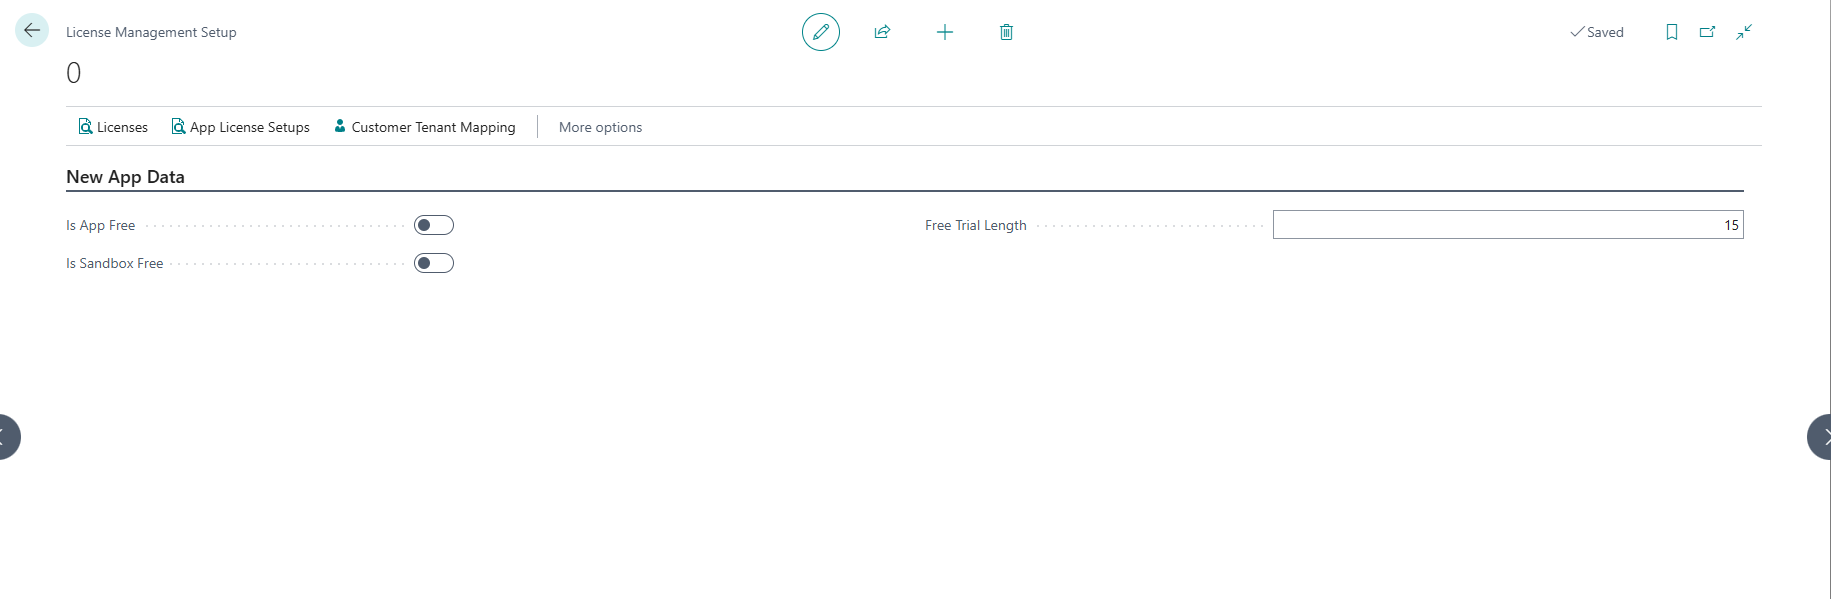 License Management Setup
Saved
0
Licenses
App License Setups
Customer Tenant Mapping
More options
New App Data
Is App Free
Free Trial Length
15
Is Sandbox Free